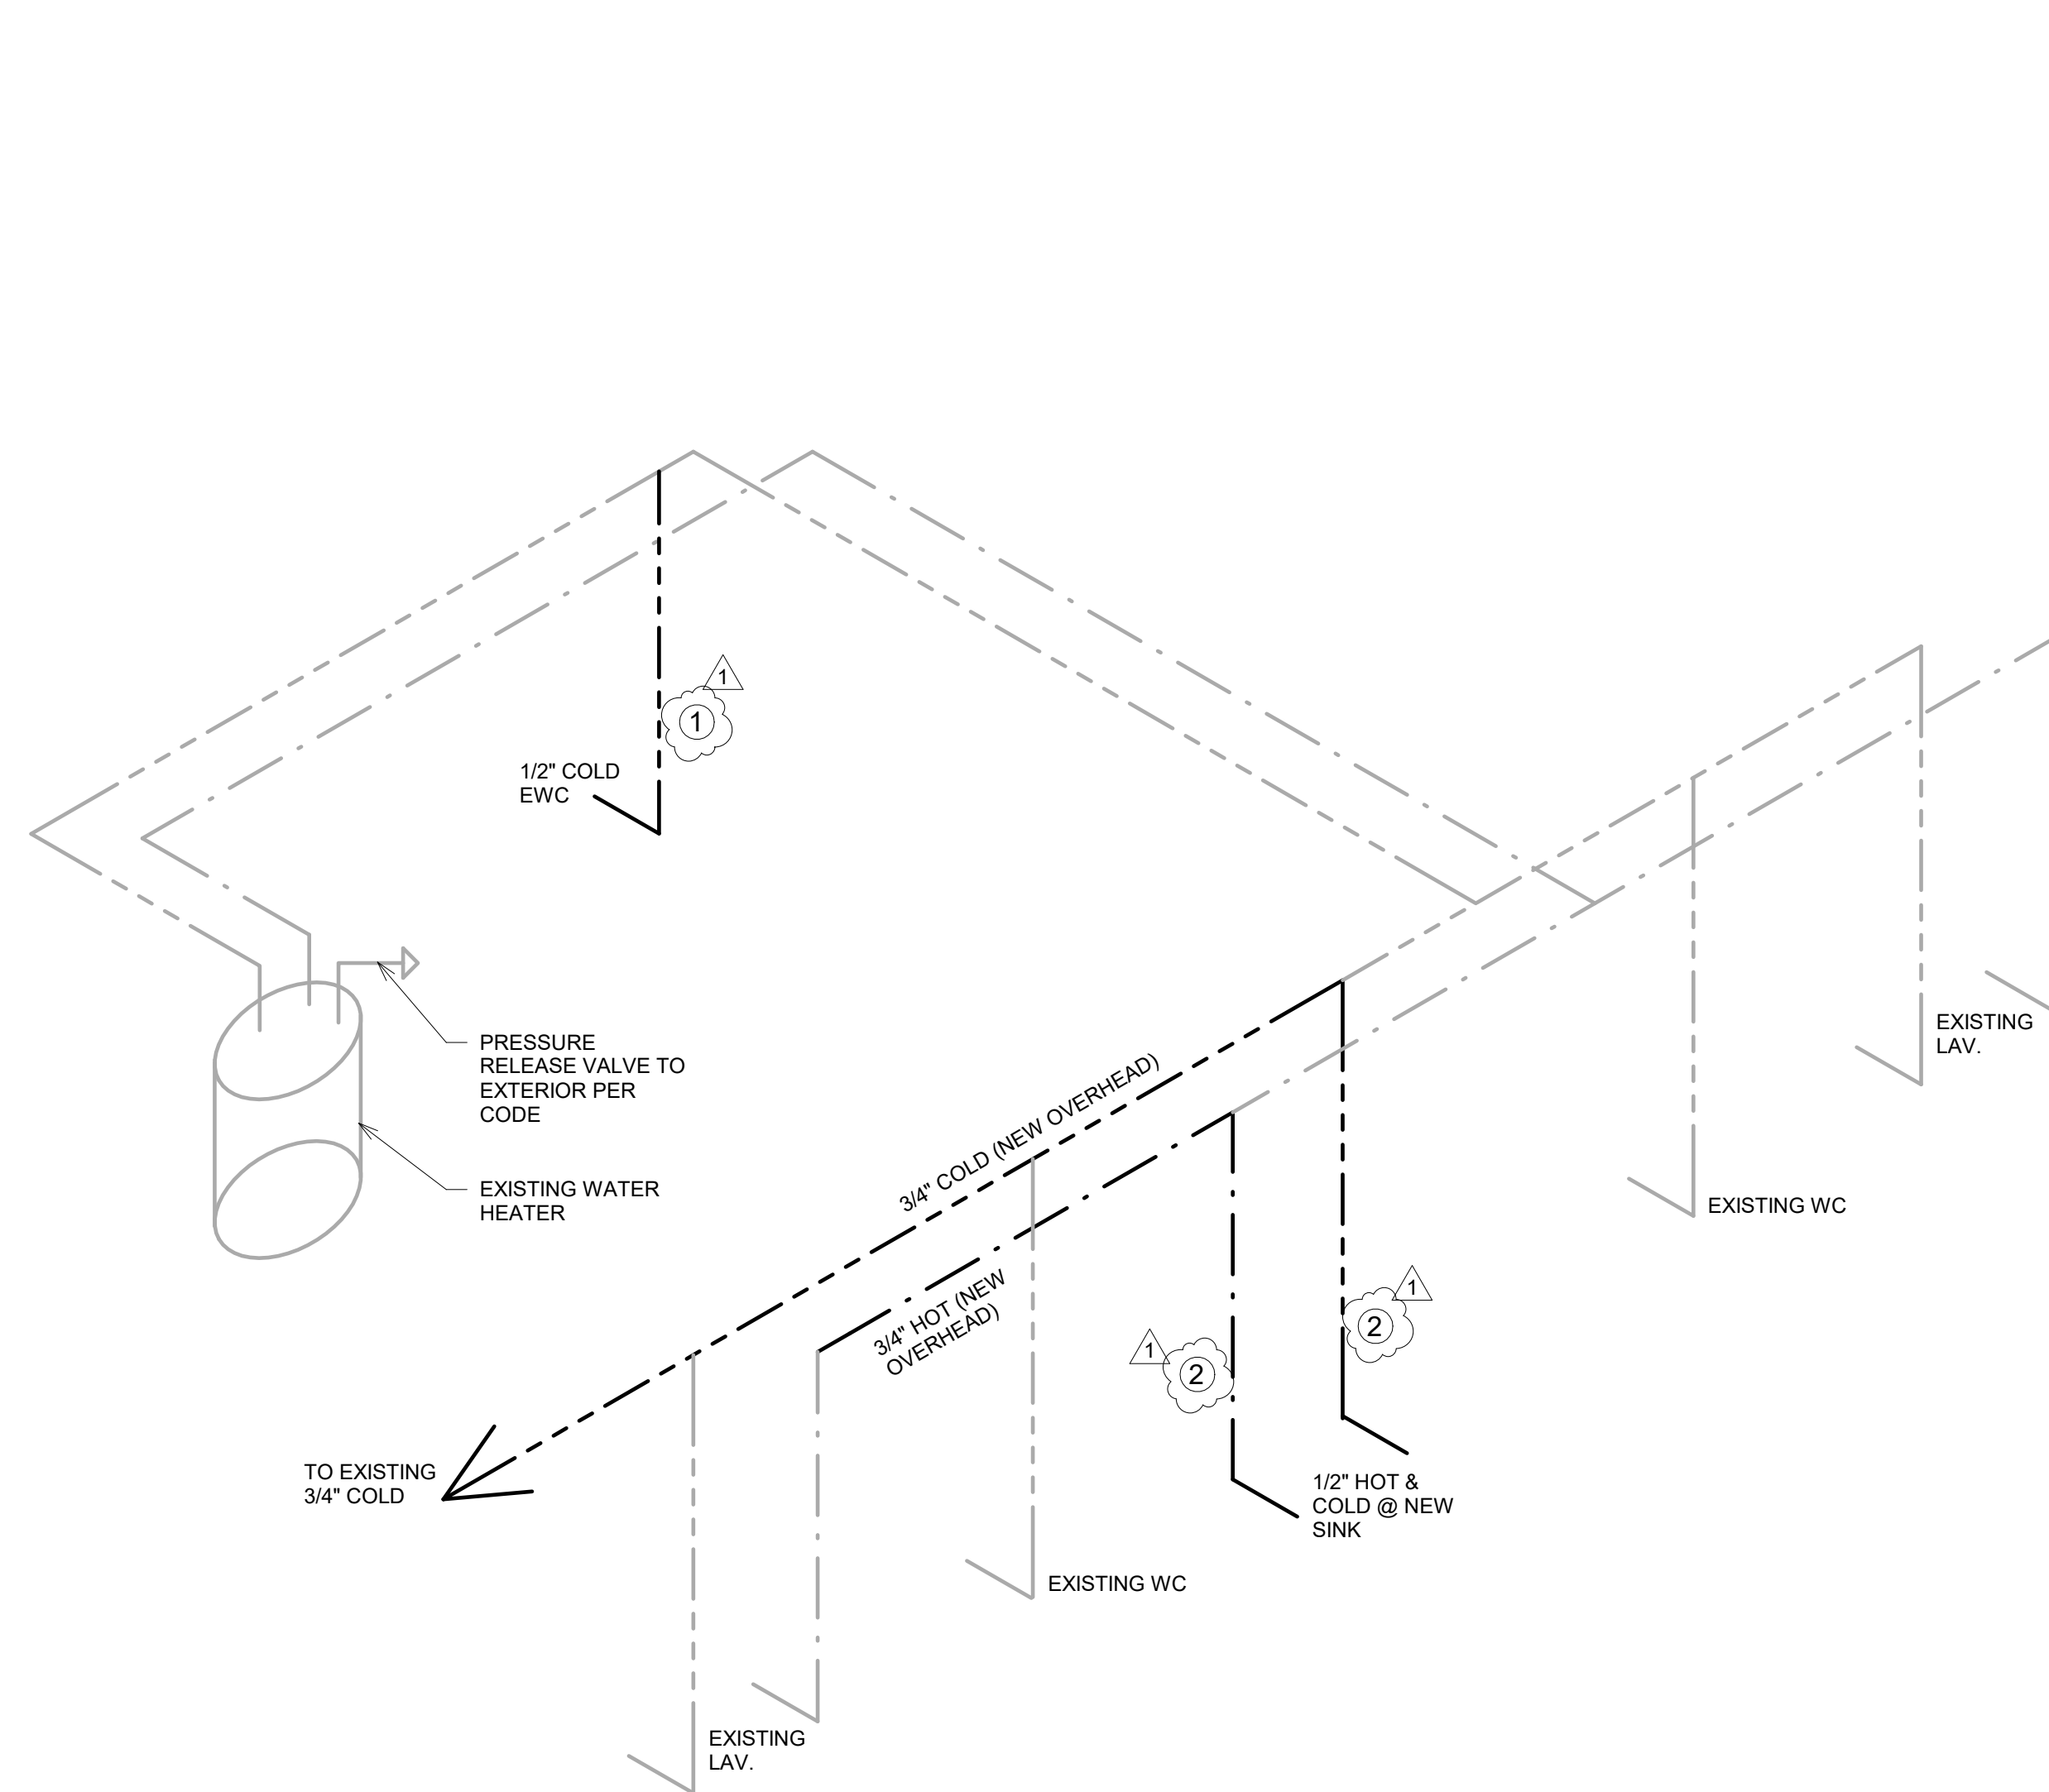 1
1
1/2" COLD
EWC
EXISTING
LAV.
PRESSURE
RELEASE VALVE TO
EXTERIOR PER
CODE
EXISTING WATER
HEATER
3/4" COLD (NEW OVERHEAD)
EXISTING WC
3/4" HOT (NEW
OVERHEAD)
1
2
1
2
TO EXISTING
3/4" COLD
1/2" HOT &
COLD @ NEW
SINK
EXISTING WC
EXISTING
LAV.